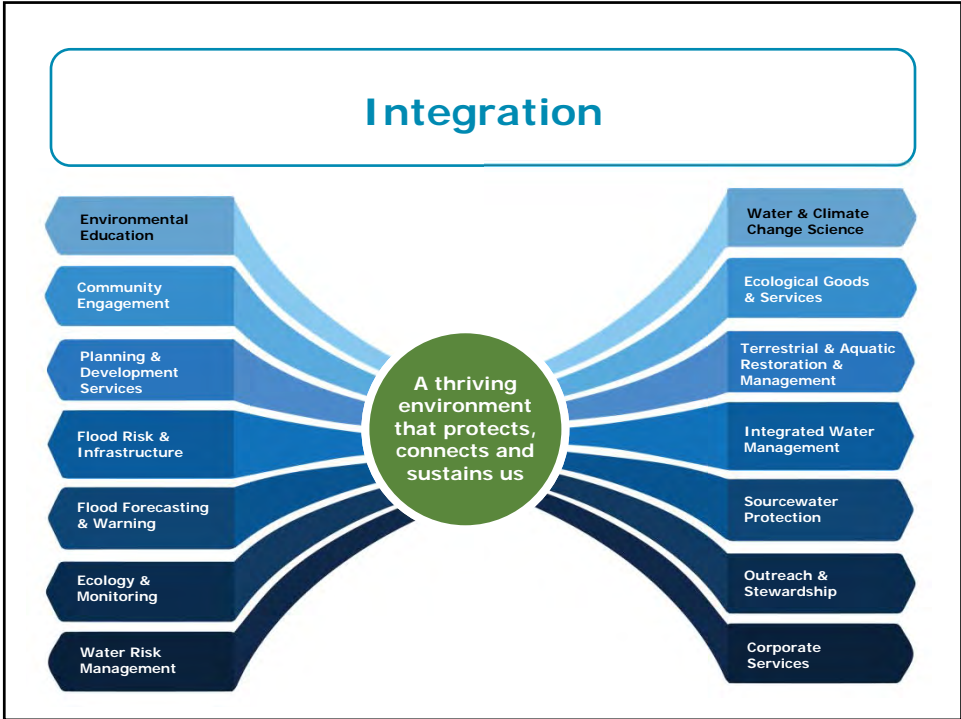 Integration
Environmental
Education
Community
Engagement
Planning &
Development
Services
Flood Risk &
Infrastructure
Flood Forecasting
& Warning
Ecology &
Monitoring
Water Risk
Management
A thriving
environment
that protects,
connects and
sustains us
Water & Climate
Change Science
Ecological Goods
& Services
Terrestrial & Aquatic
Restoration &
Management
Integrated Water
Management
Sourcewater
Protection
Outreach &
Stewardship
Corporate
Services